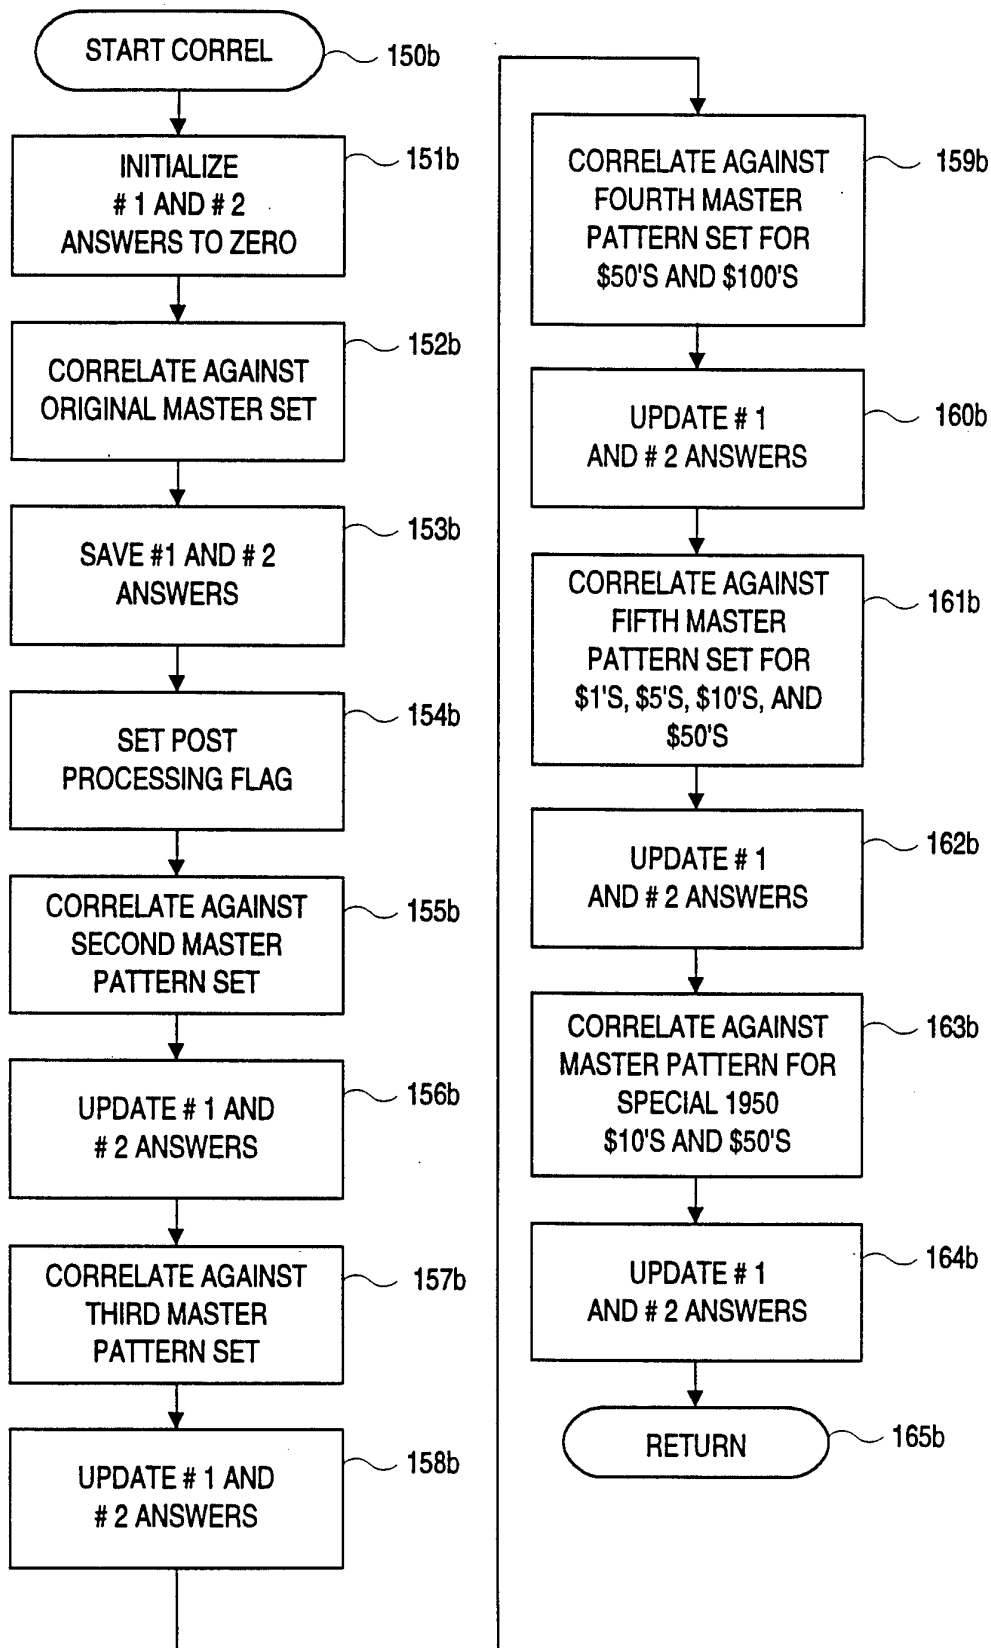 START CORREL
150b
INITIALIZE
# 1 AND # 2
ANSWERS TO ZERO
151b
CORRELATE AGAINST
ORIGINAL MASTER SET
152b
SAVE #1 AND # 2
ANSWERS
153b
SET POST
PROCESSING FLAG
154b
CORRELATE AGAINST
SECOND MASTER
PATTERN SET
155b
UPDATE # 1 AND
# 2 ANSWERS
156b
CORRELATE AGAINST
THIRD MASTER
PATTERN SET
157b
UPDATE # 1 AND
# 2 ANSWERS
158b
CORRELATE AGAINST
FOURTH MASTER
PATTERN SET FOR
$50'S AND $100'S
159b
UPDATE # 1
AND # 2 ANSWERS
160b
CORRELATE AGAINST
FIFTH MASTER
PATTERN SET FOR
$1'S, $5'S, $10'S, AND
$50'S
161b
UPDATE # 1
AND # 2 ANSWERS
162b
CORRELATE AGAINST
MASTER PATTERN FOR
SPECIAL 1950
$10'S AND $50'S
163b
UPDATE # 1
AND # 2 ANSWERS
164b
RETURN
165b